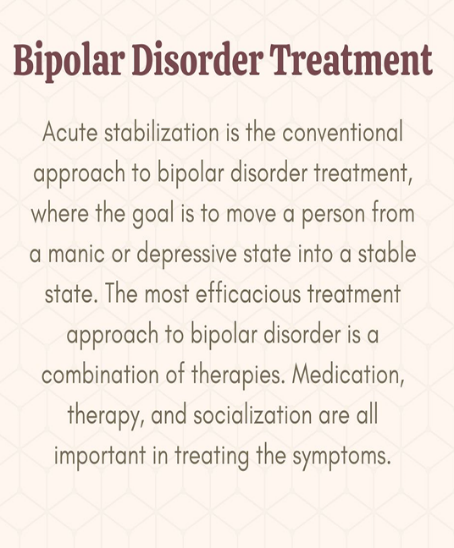 Bipolar Disorder Treatment
Acute stabilization is the conventional
approach to bipolar disorder treatment,
where the goal is to move a person from
a manic or depressive state into a stable
state. The most efficacious treatment
approach to bipolar disorder is a
combination of therapies. Medication,
therapy, and socialization are all
important in treating the symptoms.